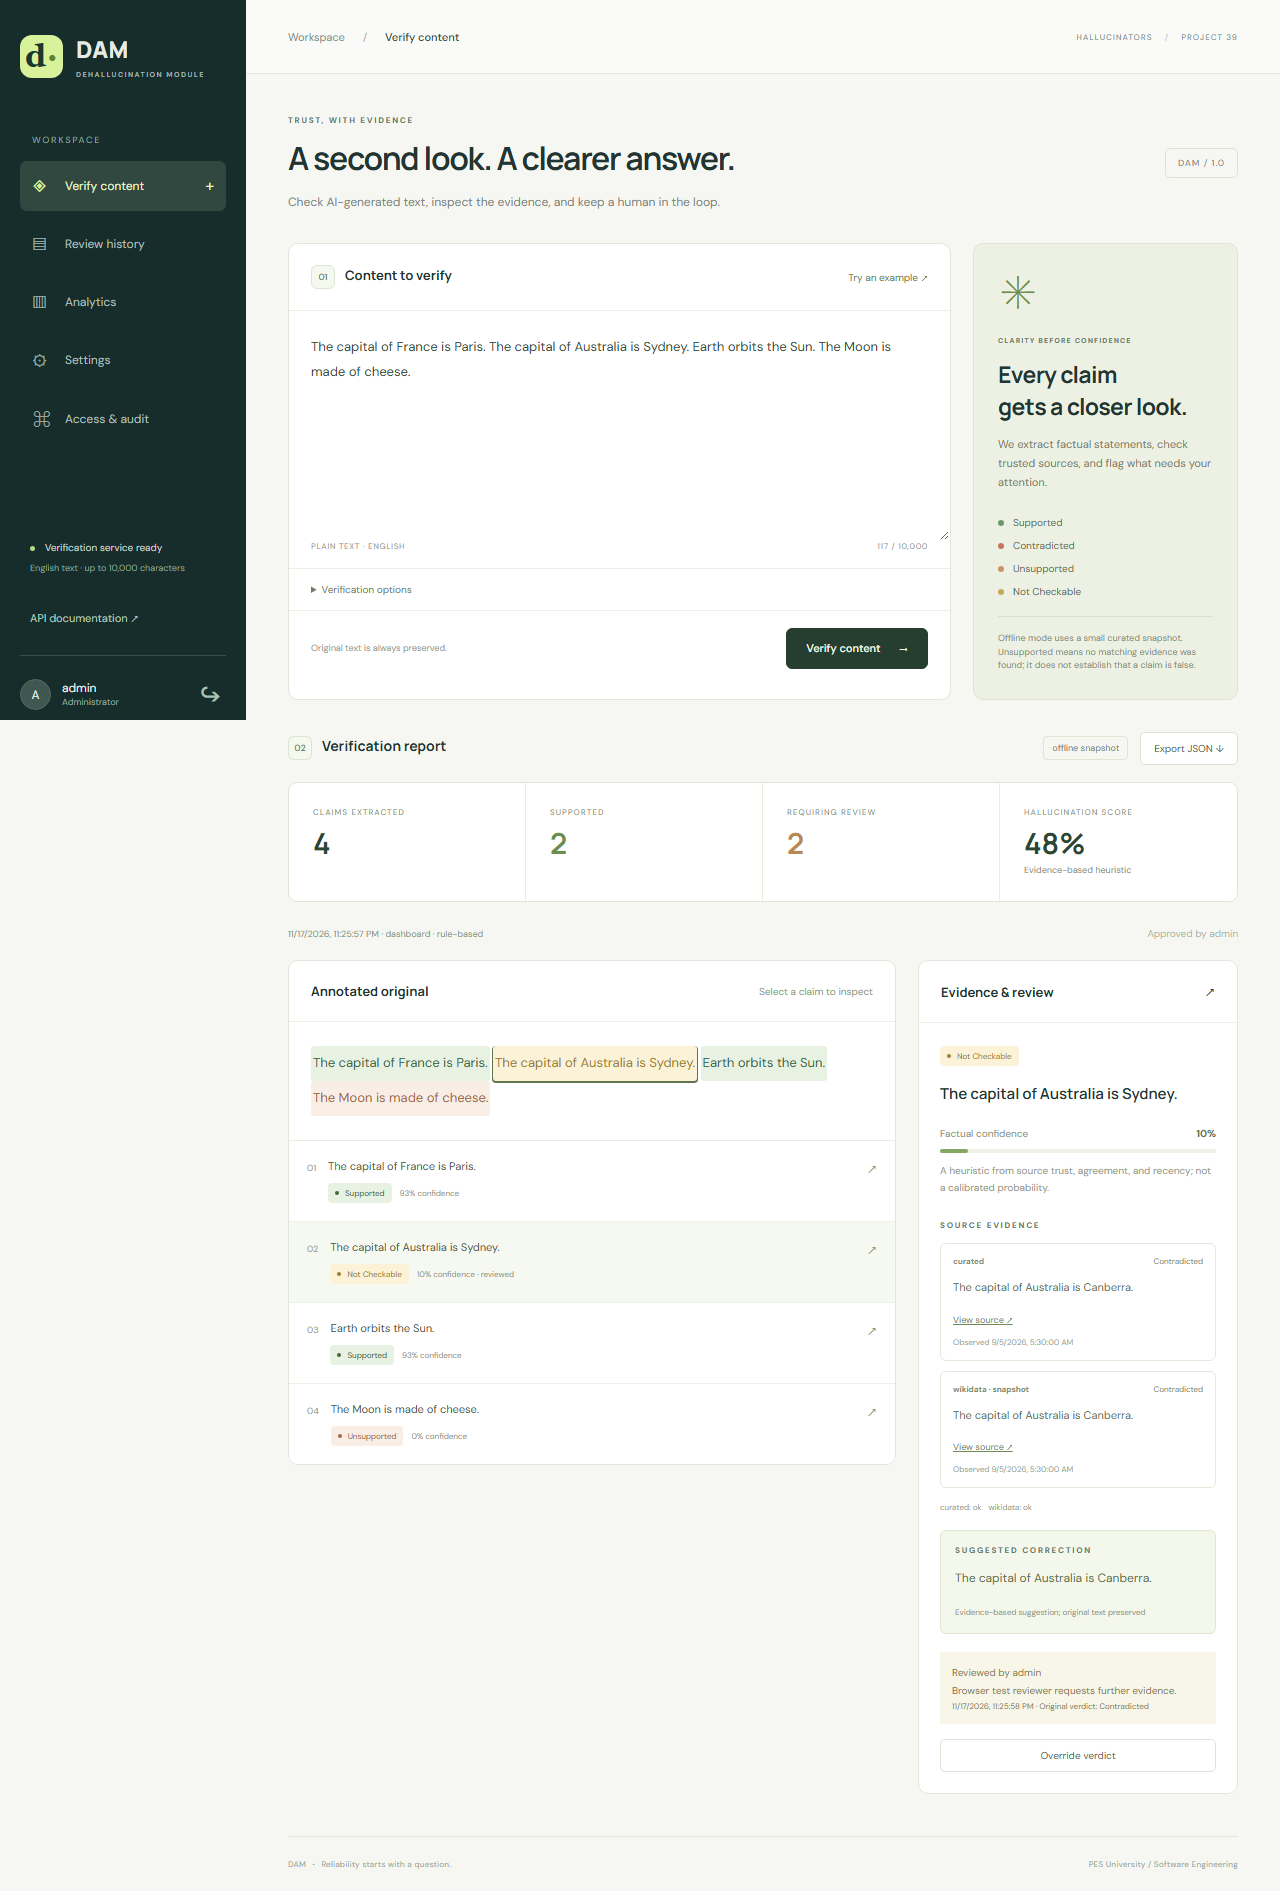 d.
DAM
DEHALLUCINATION MODULE
WORKSPACE
Verify content +
Review history
Analytics
Settings
Access & audit
Verification service ready
English text · up to 10,000 characters
API documentation ↗
A
admin
Administrator
Workspace / Verify content
HALLUCINATORS / PROJECT 39
TRUST, WITH EVIDENCE
A second look. A clearer answer.
DAM / 1.0
Check AI-generated text, inspect the evidence, and keep a human in the loop.
01 Content to verify
Try an example ↗
The capital of France is Paris. The capital of Australia is Sydney. Earth orbits the Sun. The Moon is
made of cheese.
PLAIN TEXT · ENGLISH
117 / 10,000
Verification options
Original text is always preserved.
Verify content →
CLARITY BEFORE CONFIDENCE
Every claim
gets a closer look.
We extract factual statements, check
trusted sources, and flag what needs your
attention.
Supported
Contradicted
Unsupported
Not Checkable
Offline mode uses a small curated snapshot.
Unsupported means no matching evidence was
found; it does not establish that a claim is false.
02 Verification report
offline snapshot
Export JSON ↓
CLAIMS EXTRACTED
4
SUPPORTED
2
REQUIRING REVIEW
2
HALLUCINATION SCORE
48%
Evidence-based heuristic
11/17/2026, 11:25:57 PM · dashboard · rule-based
Approved by admin
Annotated original
Select a claim to inspect
The capital of France is Paris. The capital of Australia is Sydney. Earth orbits the Sun.
The Moon is made of cheese.
01 The capital of France is Paris. ↗
Supported 93% confidence
02 The capital of Australia is Sydney. ↗
Not Checkable 10% confidence · reviewed
03 Earth orbits the Sun. ↗
Supported 93% confidence
04 The Moon is made of cheese. ↗
Unsupported 0% confidence
Evidence & review ↗
Not Checkable
The capital of Australia is Sydney.
Factual confidence 10%
A heuristic from source trust, agreement, and recency; not
a calibrated probability.
SOURCE EVIDENCE
curated Contradicted
The capital of Australia is Canberra.
View source ↗
Observed 9/5/2026, 5:30:00 AM
wikidata · snapshot Contradicted
The capital of Australia is Canberra.
View source ↗
Observed 9/5/2026, 5:30:00 AM
curated: ok wikidata: ok
SUGGESTED CORRECTION
The capital of Australia is Canberra.
Evidence-based suggestion; original text preserved
Reviewed by admin
Browser test reviewer requests further evidence.
11/17/2026, 11:25:58 PM · Original verdict: Contradicted
Override verdict
DAM · Reliability starts with a question.
PES University / Software Engineering